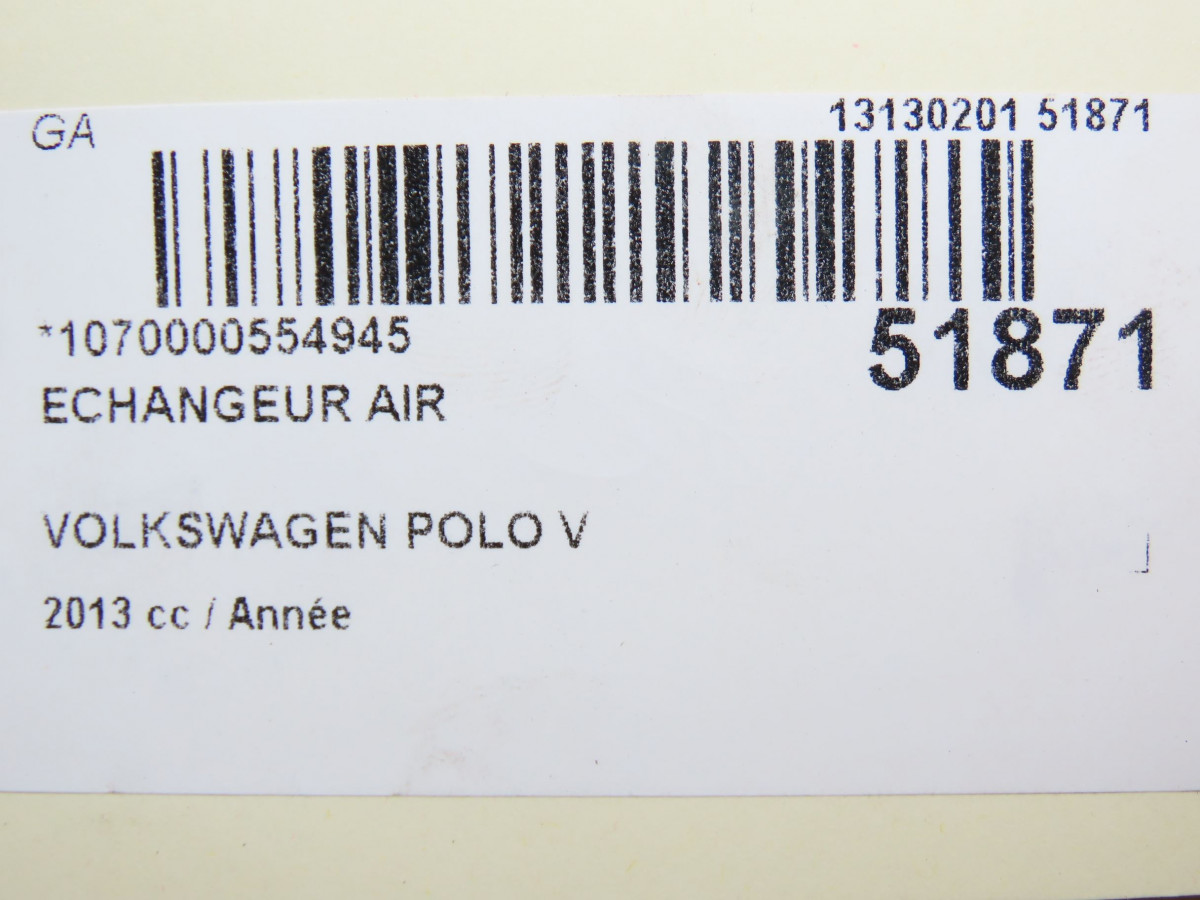 GA
13130201 51871
*1070000554945
51871
ECHANGEUR AIR
VOLKSWAGEN POLO V
2013 cc / Année